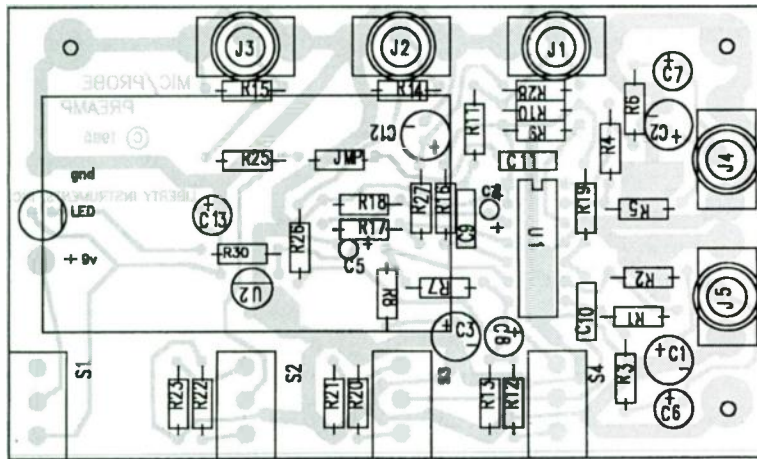 J3
J2
J1
R15
R14
R28
R10
R9
C7
R6
C2
MIC/PROBE
PREAMP
© 1995
C12
R11
C11
R4
J4
R25
JMP
gnd
LED
LIBERTY INSTRUMENTS, INC
C13
R18
R17
R27
R16
C9
U1
R19
R5
+ 9v
R30
R26
C5
U2
R8
R7
R2
J5
C10
R1
C3
C8
C1
S1
S2
S3
S4
R3
C6
R23
R22
R21
R20
R13
R12